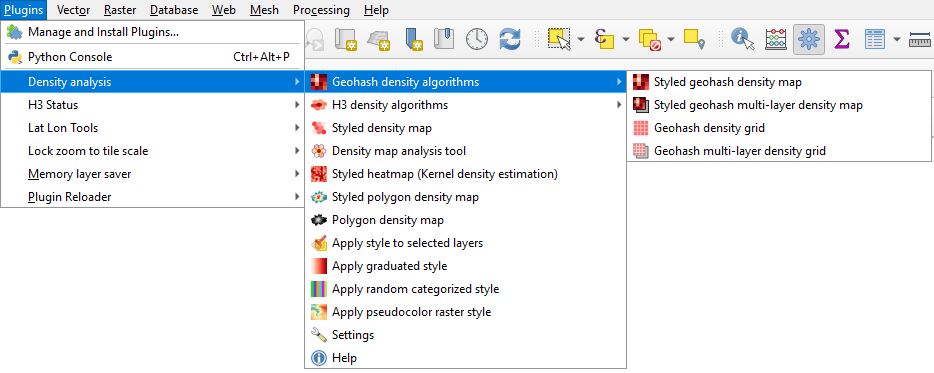 Plugins Vector Raster Database Web Mesh Processing Help
Manage and Install Plugins...
Python Console Ctrl+Alt+P
Density analysis
H3 Status
Lat Lon Tools
Lock zoom to tile scale
Memory layer saver
Plugin Reloader
Geohash density algorithms
H3 density algorithms
Styled density map
Density map analysis tool
Styled heatmap (Kernel density estimation)
Styled polygon density map
Polygon density map
Apply style to selected layers
Apply graduated style
Apply random categorized style
Apply pseudocolor raster style
Settings
Help
Styled geohash density map
Styled geohash multi-layer density map
Geohash density grid
Geohash multi-layer density grid